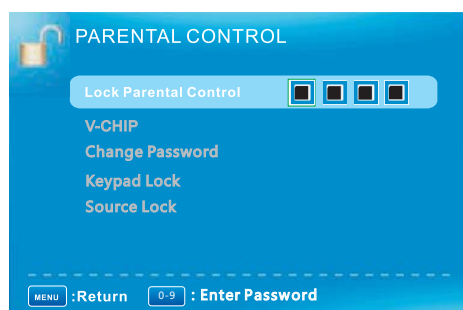 PARENTAL CONTROL
Lock Parental Control
V-CHIP
Change Password
Keypad Lock
Source Lock
MENU :Return 0-9 : Enter Password